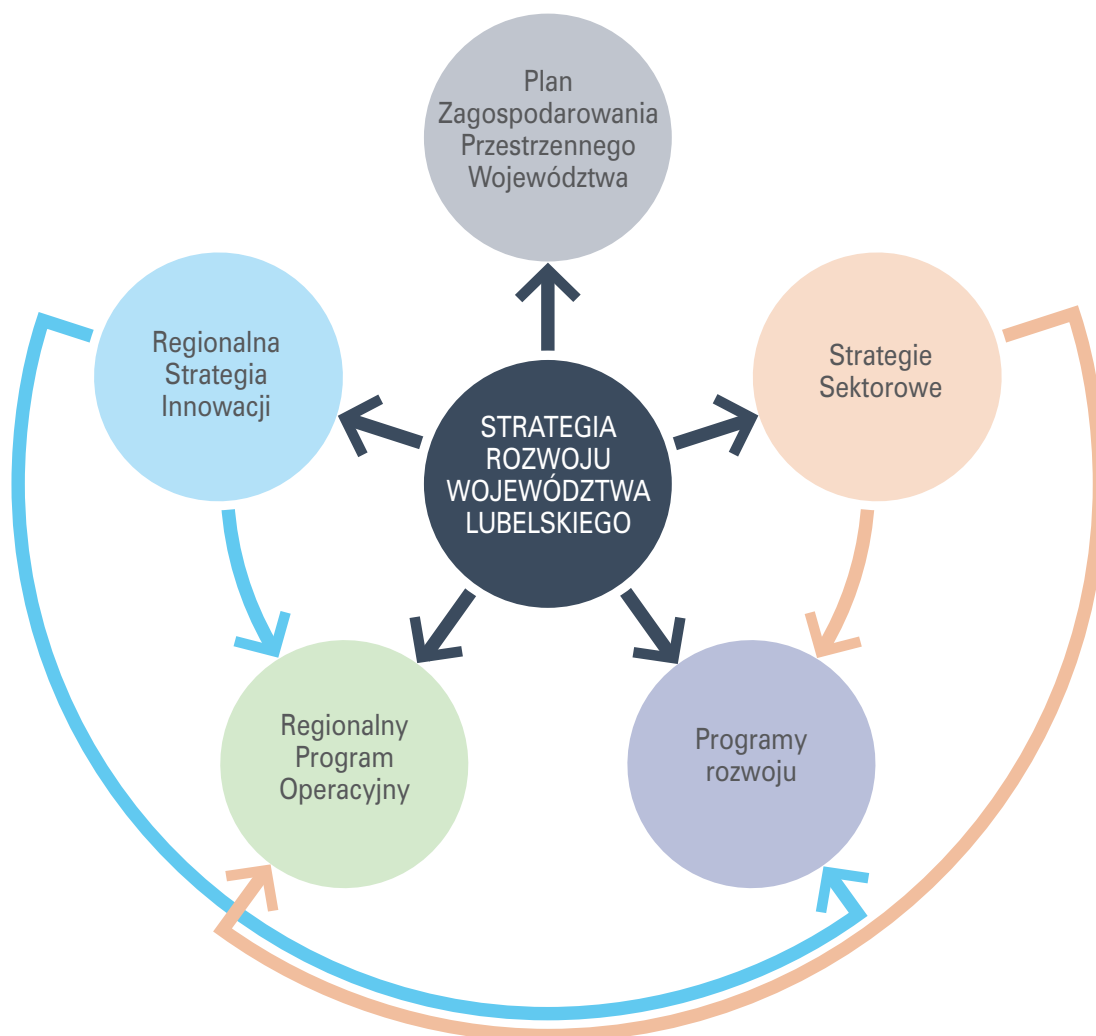 Plan
Zagospodarowania
Przestrzennego
Województwa
Regionalna
Strategia
Innowacji
Strategie
Sektorowe
STRATEGIA
ROZWOJU
WOJEWÓDZTWA
LUBELSKIEGO
Regionalny
Program
Operacyjny
Programy
rozwoju